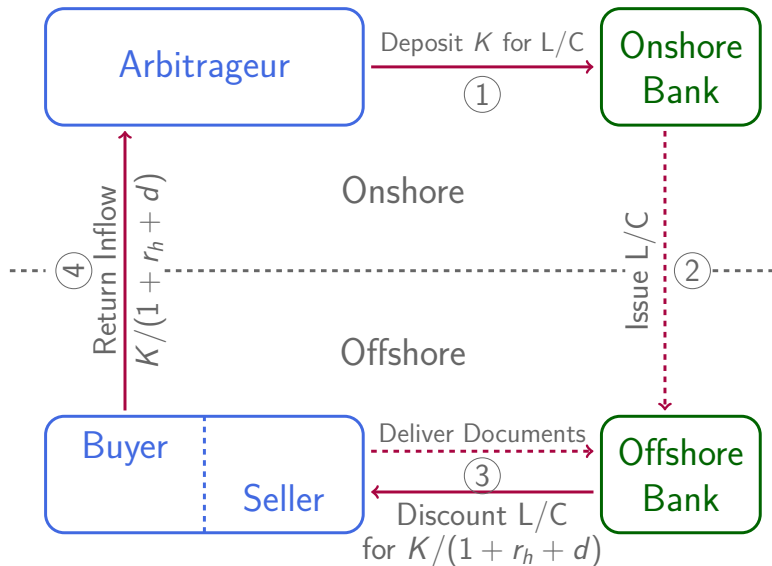 Arbitrageur
Deposit K for L/C
①
Onshore
Bank
Onshore
④
Return Inflow
K/(1 + r_h + d)
Issue L/C
②
Offshore
Buyer
Seller
Deliver Documents
③
Discount L/C
for K/(1 + r_h + d)
Offshore
Bank